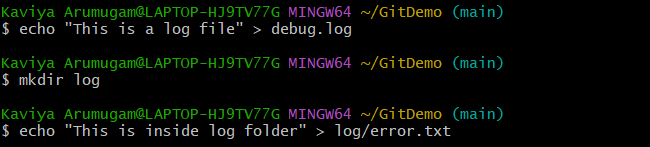 Kaviya Arumugam@LAPTOP-HJ9TV77G MINGW64 ~/GitDemo (main)
$ echo "This is a log file" > debug.log
Kaviya Arumugam@LAPTOP-HJ9TV77G MINGW64 ~/GitDemo (main)
$ mkdir log
Kaviya Arumugam@LAPTOP-HJ9TV77G MINGW64 ~/GitDemo (main)
$ echo "This is inside log folder" > log/error.txt